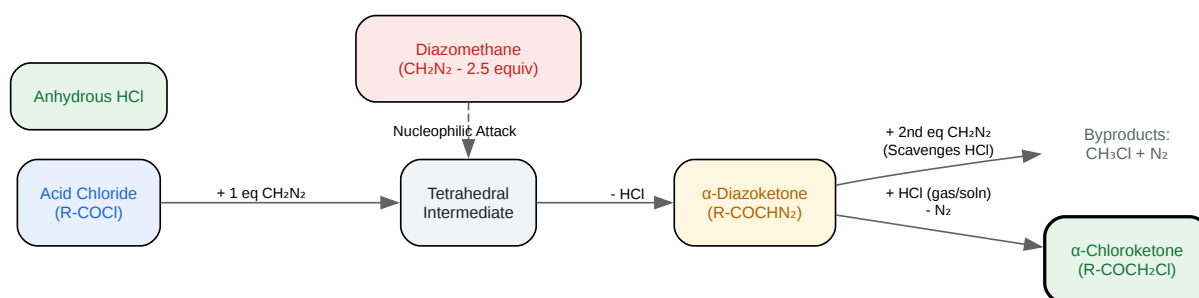 Diazomethane
(CH₂N₂ - 2.5 equiv)
Anhydrous HCl
Nucleophilic Attack
Acid Chloride
(R-COCl)
+ 1 eq CH₂N₂
Tetrahedral
Intermediate
- HCl
α-Diazoketone
(R-COCHN₂)
+ 2nd eq CH₂N₂
(Scavenges HCl)
Byproducts:
CH₃Cl + N₂
+ HCl (gas/soln)
- N₂
α-Chloroketone
(R-COCH₂Cl)